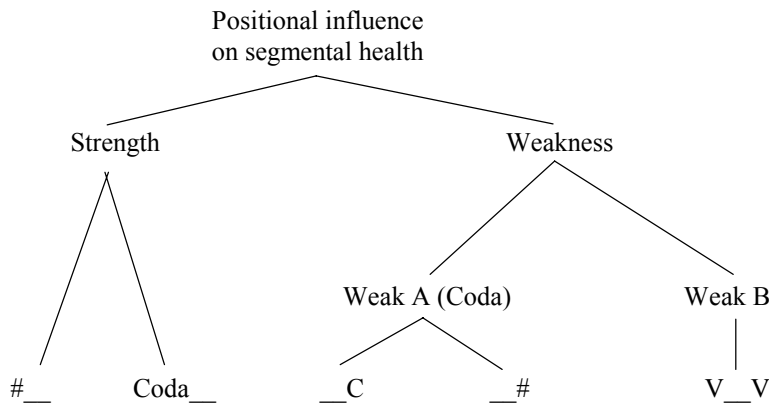 Positional influence
on segmental health
Strength
Weakness
Weak A (Coda)
Weak B
#__
Coda__
__C
__#
V__V